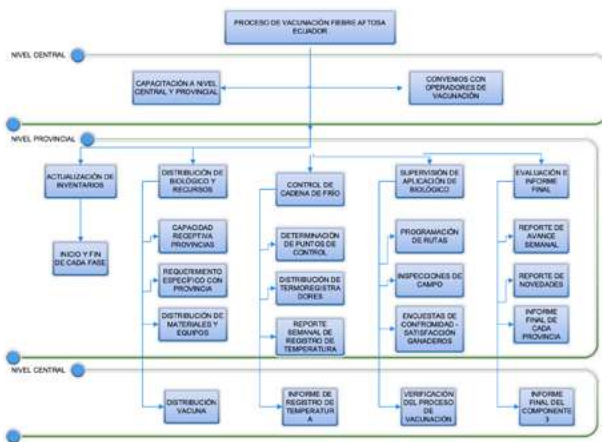 PROCESO DE VACUNACIÓN FIEBRE AFTOSA
ECUADOR
NIVEL CENTRAL
CAPACITACIÓN A NIVEL
CENTRAL Y PROVINCIAL
CONVENIOS CON
OPERADORES DE
VACUNACIÓN
NIVEL PROVINCIAL
ACTUALIZACIÓN DE
INVENTARIOS
DISTRIBUCIÓN DE
BIOLÓGICO Y
RECURSOS
CONTROL DE
CADENA DE FRÍO
SUPERVISIÓN DE
APLICACIÓN DE
BIOLÓGICO
EVALUACIÓN E
INFORME FINAL
INICIO Y FIN
DE CADA FASE
CAPACIDAD
RECEPTIVA
PROVINCIAS
REQUERIMIENTO
ESPECÍFICO CON
PROVINCIA
DISTRIBUCIÓN DE
MATERIALES Y
EQUIPOS
DETERMINACIÓN
DE PUNTOS DE
CONTROL
DISTRIBUCIÓN DE
TERMOREGISTRA
DORES
REPORTE
SEMANAL DE
REGISTRO DE
TEMPERATURA
PROGRAMACIÓN
DE RUTAS
INSPECCIONES DE
CAMPO
ENCUESTAS DE
CONFROMIDAD -
SATISFACCIÓN
GANADEROS
REPORTE DE
AVANCE
SEMANAL
REPORTE DE
NOVEDADES
INFORME
FINAL DE
CADA
PROVINCIA
NIVEL CENTRAL
DISTRIBUCIÓN
VACUNA
INFORME DE
REGISTRO DE
TEMPERATUR
A
VERIFICACIÓN
DEL PROCESO
DE
VACUNACIÓN
INFORME
FINAL DEL
COMPONENTE
3